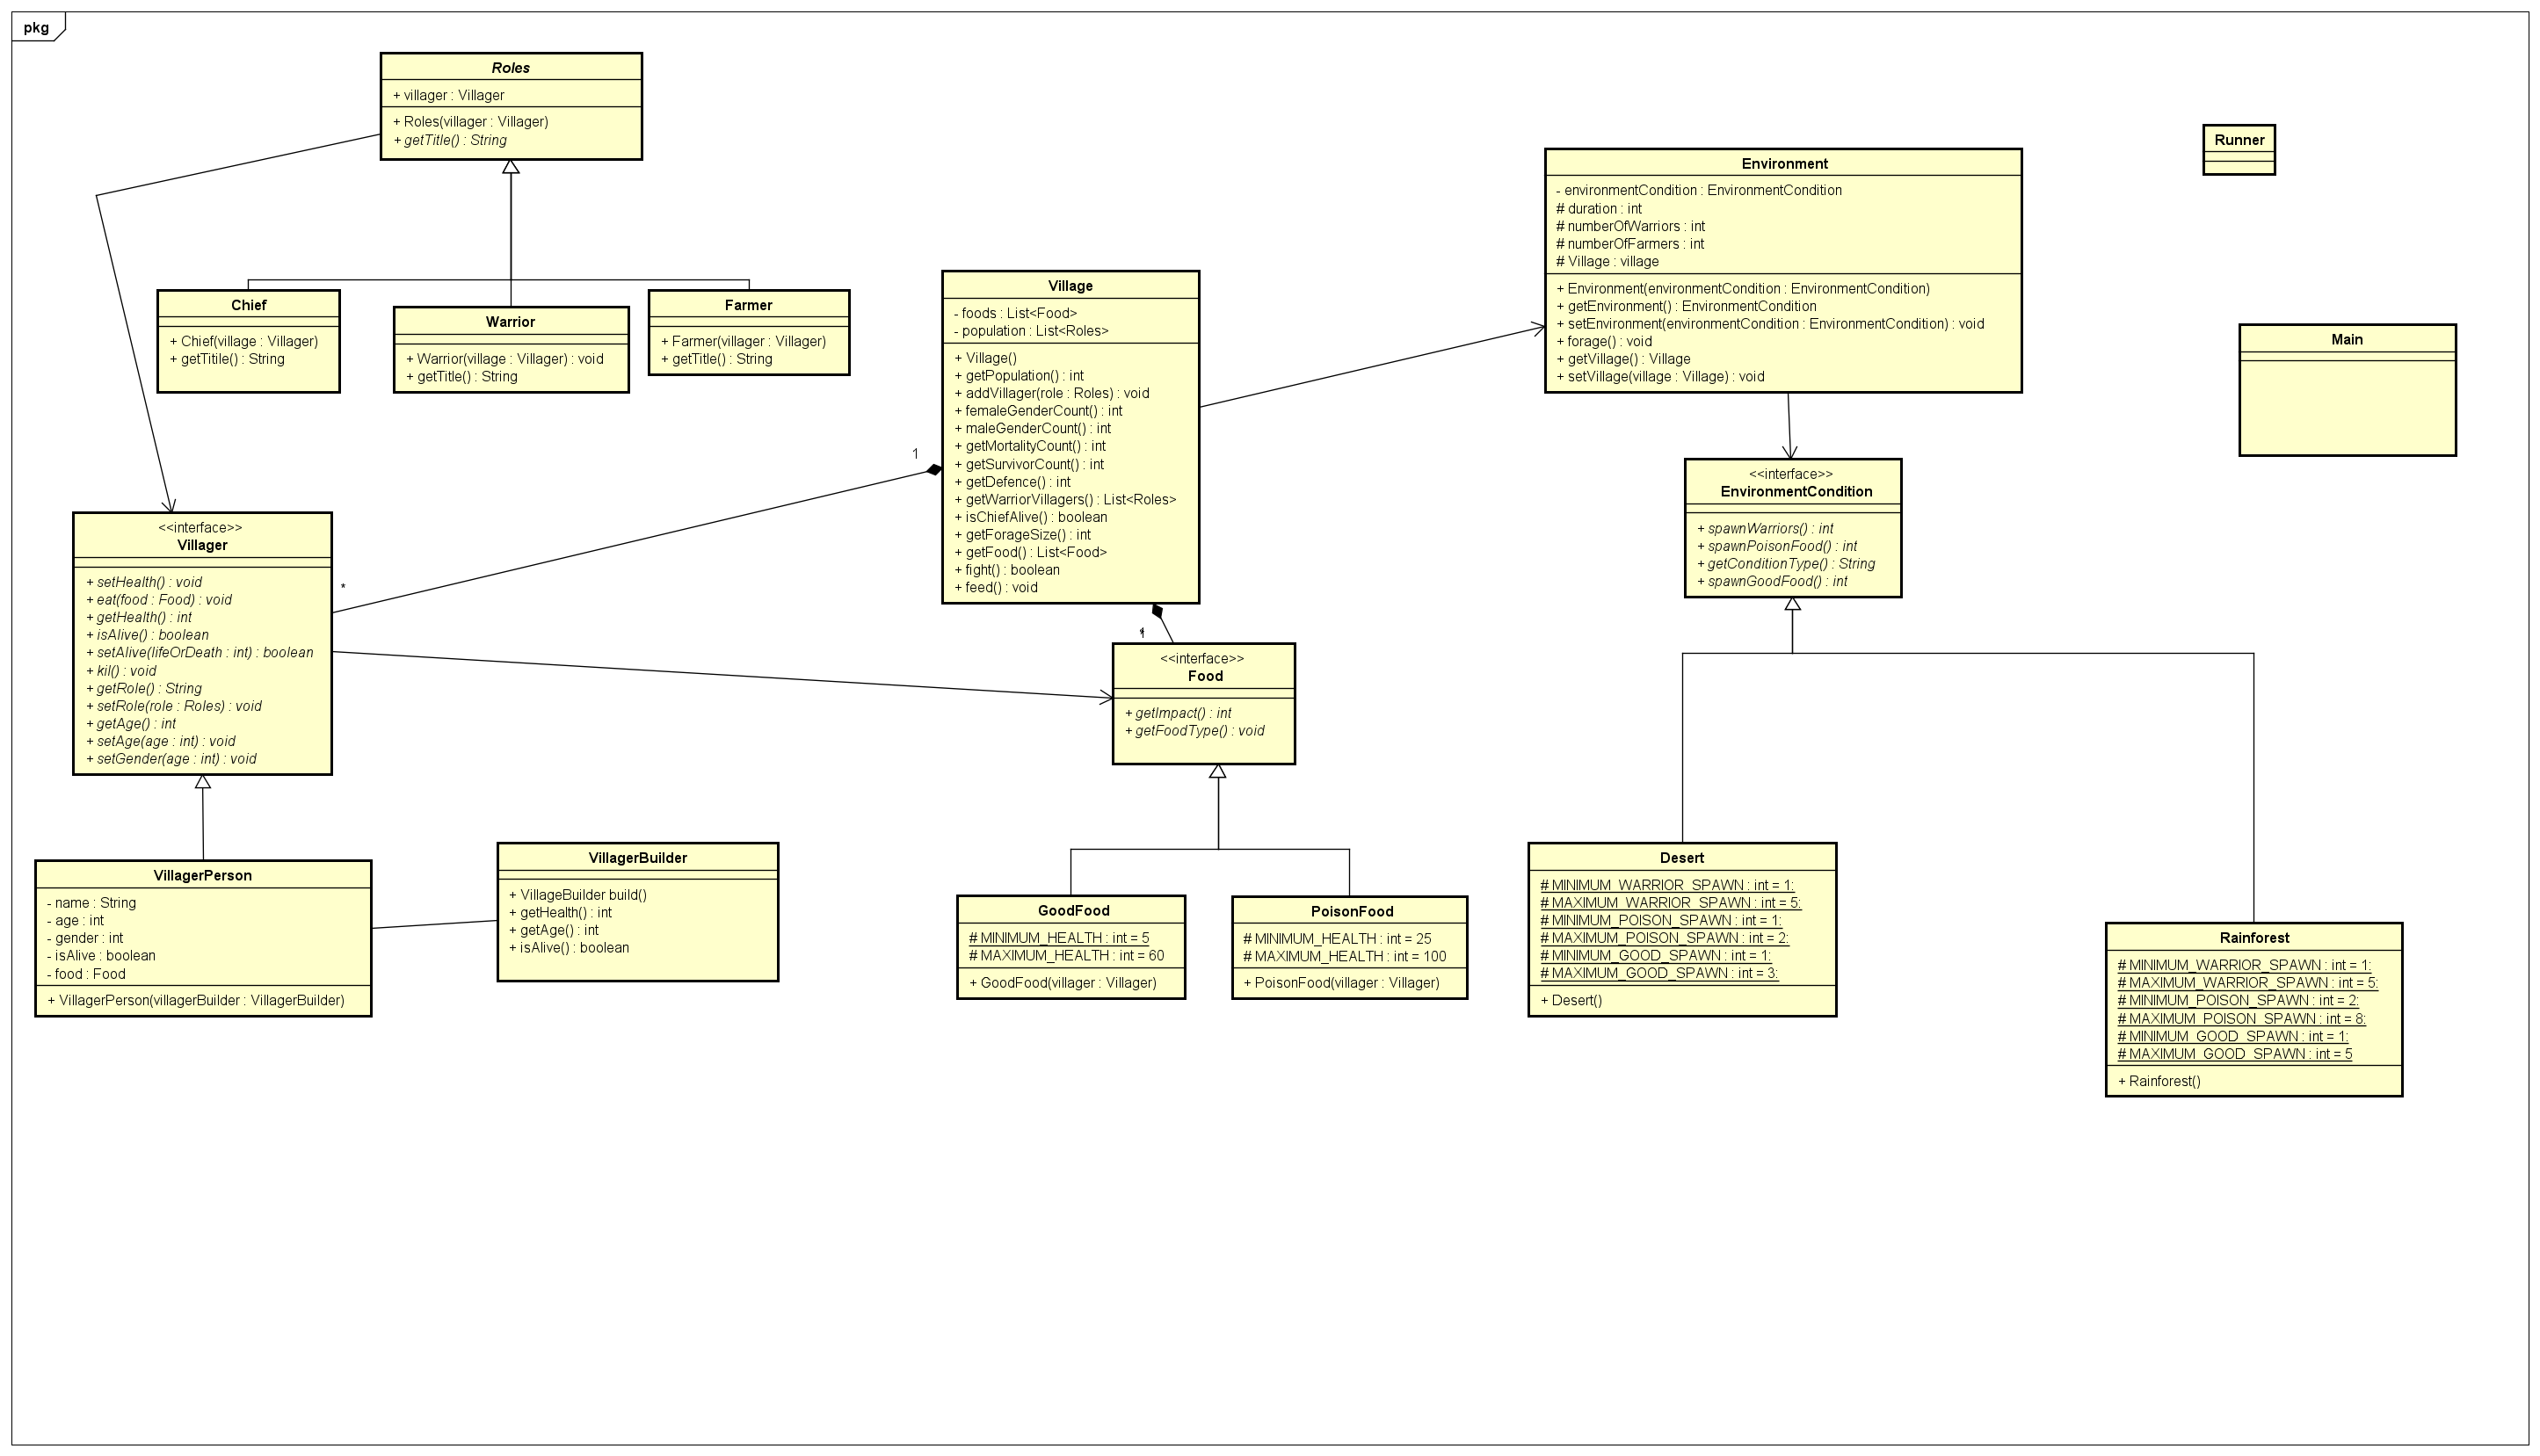 pkg
Roles
+ villager : Villager
+ Roles(villager : Villager)
+ getTitle() : String
Chief
+ Chief(village : Villager)
+ getTitile() : String
Warrior
+ Warrior(village : Villager) : void
+ getTitle() : String
Farmer
+ Farmer(villager : Villager)
+ getTitle() : String
Village
- foods : List<Food>
- population : List<Roles>
+ Village()
+ getPopulation() : int
+ addVillager(role : Roles) : void
+ femaleGenderCount() : int
+ maleGenderCount() : int
+ getMortalityCount() : int
+ getSurvivorCount() : int
+ getDefence() : int
+ getWarriorVillagers() : List<Roles>
+ isChiefAlive() : boolean
+ getForageSize() : int
+ getFood() : List<Food>
+ fight() : boolean
+ feed() : void
1
*
Environment
- environmentCondition : EnvironmentCondition
# duration : int
# numberOfWarriors : int
# numberOfFarmers : int
# Village : village
+ Environment(environmentCondition : EnvironmentCondition)
+ getEnvironment() : EnvironmentCondition
+ setEnvironment(environmentCondition : EnvironmentCondition) : void
+ forage() : void
+ getVillage() : Village
+ setVillage(village : Village) : void
Runner
Main
<<interface>>
EnvironmentCondition
+ spawnWarriors() : int
+ spawnPoisonFood() : int
+ getConditionType() : String
+ spawnGoodFood() : int
<<interface>>
Villager
+ setHealth() : void
+ eat(food : Food) : void
+ getHealth() : int
+ isAlive() : boolean
+ setAlive(lifeOrDeath : int) : boolean
+ kil() : void
+ getRole() : String
+ setRole(role : Roles) : void
+ getAge() : int
+ setAge(age : int) : void
+ setGender(age : int) : void
<<interface>>
Food
+ getImpact() : int
+ getFoodType() : void
VillagerPerson
- name : String
- age : int
- gender : int
- isAlive : boolean
- food : Food
+ VillagerPerson(villagerBuilder : VillagerBuilder)
VillagerBuilder
+ VillageBuilder build()
+ getHealth() : int
+ getAge() : int
+ isAlive() : boolean
GoodFood
# MINIMUM_HEALTH : int = 5
# MAXIMUM_HEALTH : int = 60
+ GoodFood(villager : Villager)
PoisonFood
# MINIMUM_HEALTH : int = 25
# MAXIMUM_HEALTH : int = 100
+ PoisonFood(villager : Villager)
Desert
# MINIMUM_WARRIOR_SPAWN : int = 1:
# MAXIMUM_WARRIOR_SPAWN : int = 5:
# MINIMUM_POISON_SPAWN : int = 1:
# MAXIMUM_POISON_SPAWN : int = 2:
# MINIMUM_GOOD_SPAWN : int = 1:
# MAXIMUM_GOOD_SPAWN : int = 3:
+ Desert()
Rainforest
# MINIMUM_WARRIOR_SPAWN : int = 1:
# MAXIMUM_WARRIOR_SPAWN : int = 5:
# MINIMUM_POISON_SPAWN : int = 2:
# MAXIMUM_POISON_SPAWN : int = 8:
# MINIMUM_GOOD_SPAWN : int = 1:
# MAXIMUM_GOOD_SPAWN : int = 5
+ Rainforest()